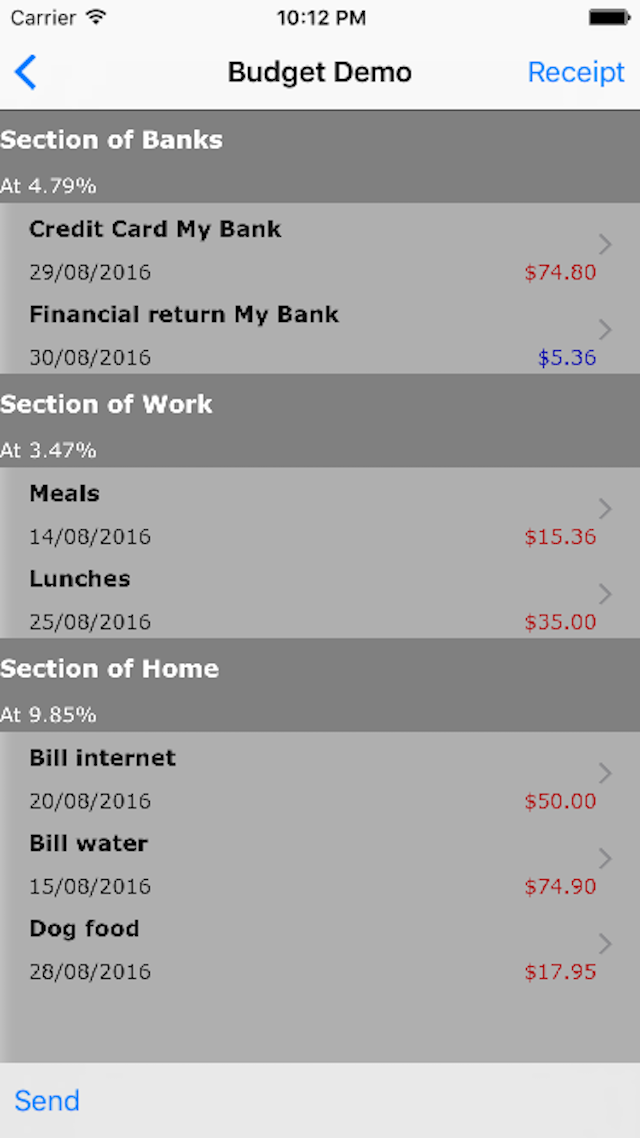 Carrier 10:12 PM
Budget Demo Receipt
Section of Banks
At 4.79%
Credit Card My Bank
29/08/2016 $74.80
Financial return My Bank
30/08/2016 $5.36
Section of Work
At 3.47%
Meals
14/08/2016 $15.36
Lunches
25/08/2016 $35.00
Section of Home
At 9.85%
Bill internet
20/08/2016 $50.00
Bill water
15/08/2016 $74.90
Dog food
28/08/2016 $17.95
Send